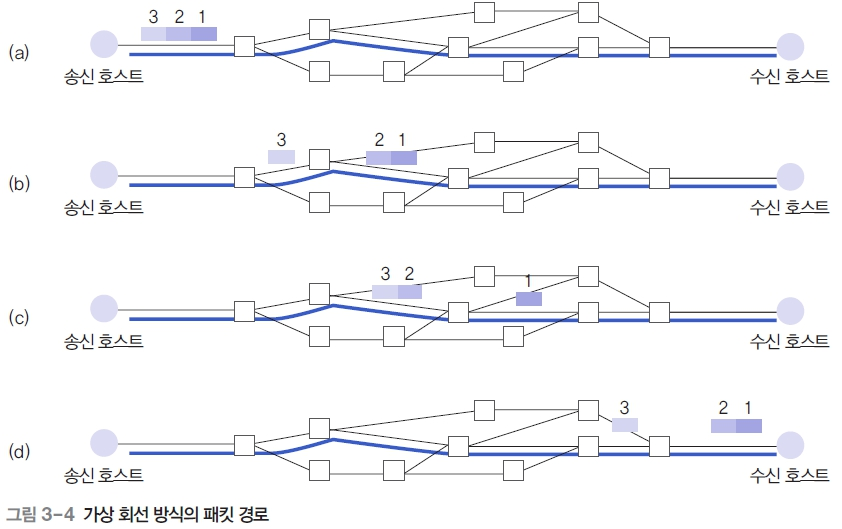 3 2 1
(a)
송신 호스트
수신 호스트
3
2 1
(b)
송신 호스트
수신 호스트
3 2
1
(c)
송신 호스트
수신 호스트
3
2 1
(d)
송신 호스트
수신 호스트
그림 3-4 가상 회선 방식의 패킷 경로